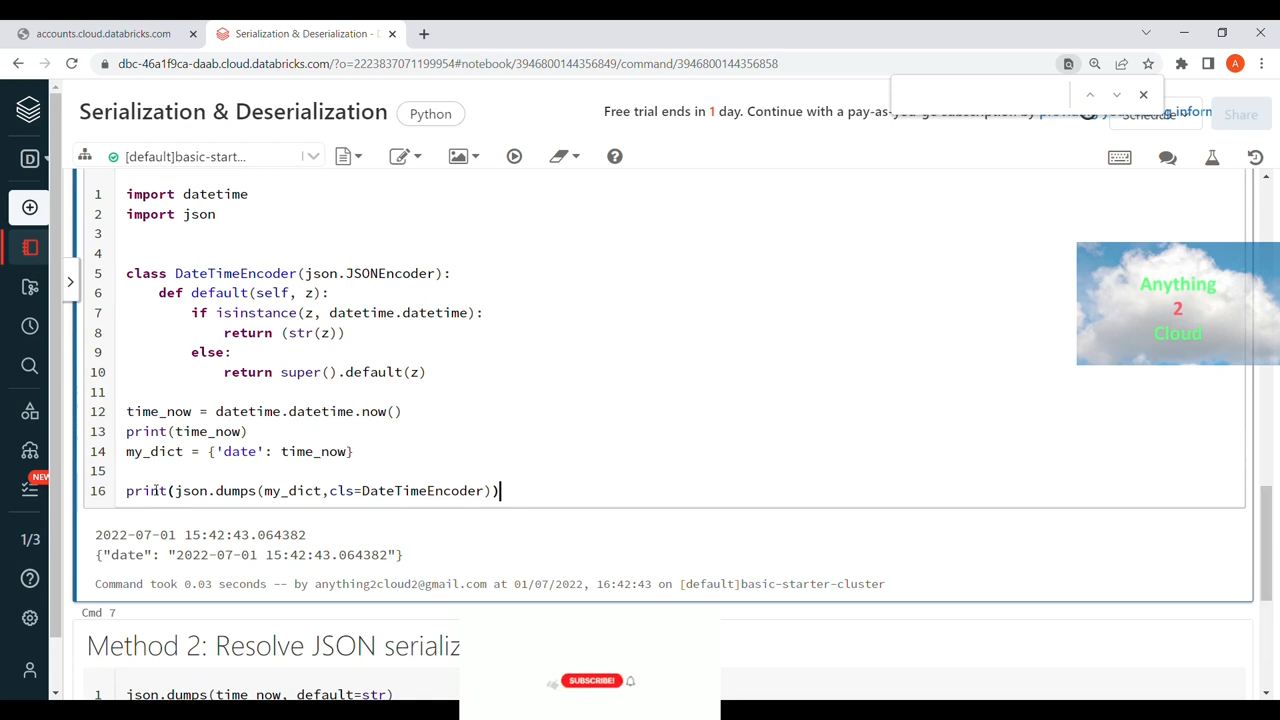 accounts.cloud.databricks.com
Serialization & Deserialization - D
dbc-46a1f9ca-daab.cloud.databricks.com/?o=2223837071199954#notebook/3946800144356849/command/3946800144356858
A
Serialization & Deserialization
Python
Free trial ends in 1 day. Continue with a pay-as-you-go subscription by
Schedule
Share
D
[default]basic-start...
1 import datetime
2 import json
3
4
5 class DateTimeEncoder(json.JSONEncoder):
6 def default(self, z):
7 if isinstance(z, datetime.datetime):
8 return (str(z))
9 else:
10 return super().default(z)
11
12 time_now = datetime.datetime.now()
13 print(time_now)
14 my_dict = {'date': time_now}
15
16 print(json.dumps(my_dict,cls=DateTimeEncoder))
2022-07-01 15:42:43.064382
{"date": "2022-07-01 15:42:43.064382"}
Command took 0.03 seconds -- by anything2cloud2@gmail.com at 01/07/2022, 16:42:43 on [default]basic-starter-cluster
Cmd 7
Method 2: Resolve JSON serializ
1 json.dumps(time_now, default=str)
Anything
2
Cloud
NEW
1/3
SUBSCRIBE!